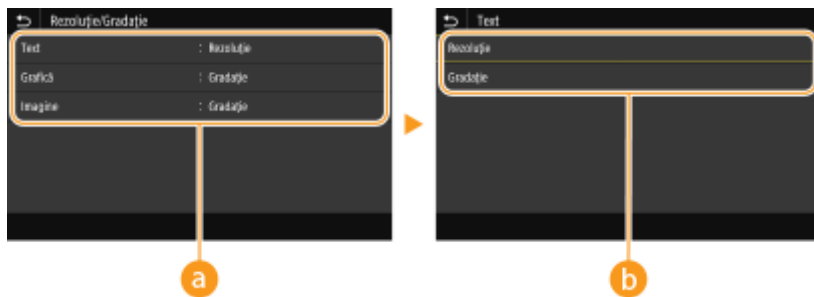 Rezoluție/Gradație
Text : Rezoluție
Grafică : Gradație
Imagine : Gradație
a
Text
Rezoluție
Gradație
b